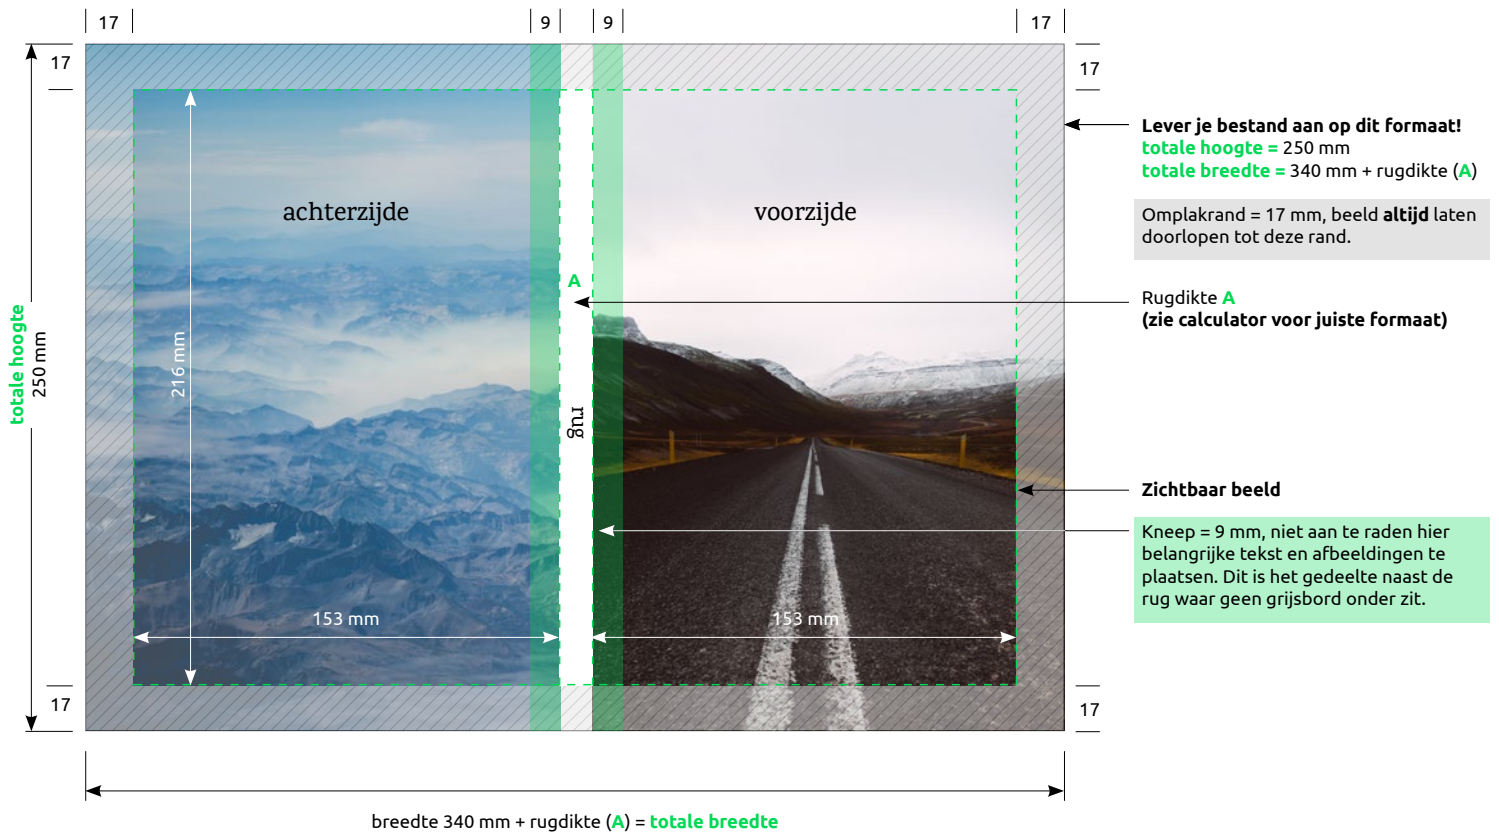 17
9
9
17
17
17
Lever je bestand aan op dit formaat!
totale hoogte = 250 mm
totale breedte = 340 mm + rugdikte (A)
Omplakrand = 17 mm, beeld altijd laten
doorlopen tot deze rand.
achterzijde
voorzijde
A
Rugdikte A
(zie calculator voor juiste formaat)
totale hoogte
250 mm
216 mm
rug
Zichtbaar beeld
Kneep = 9 mm, niet aan te raden hier
belangrijke tekst en afbeeldingen te
plaatsen. Dit is het gedeelte naast de
rug waar geen grijsbord onder zit.
153 mm
153 mm
17
17
breedte 340 mm + rugdikte (A) = totale breedte